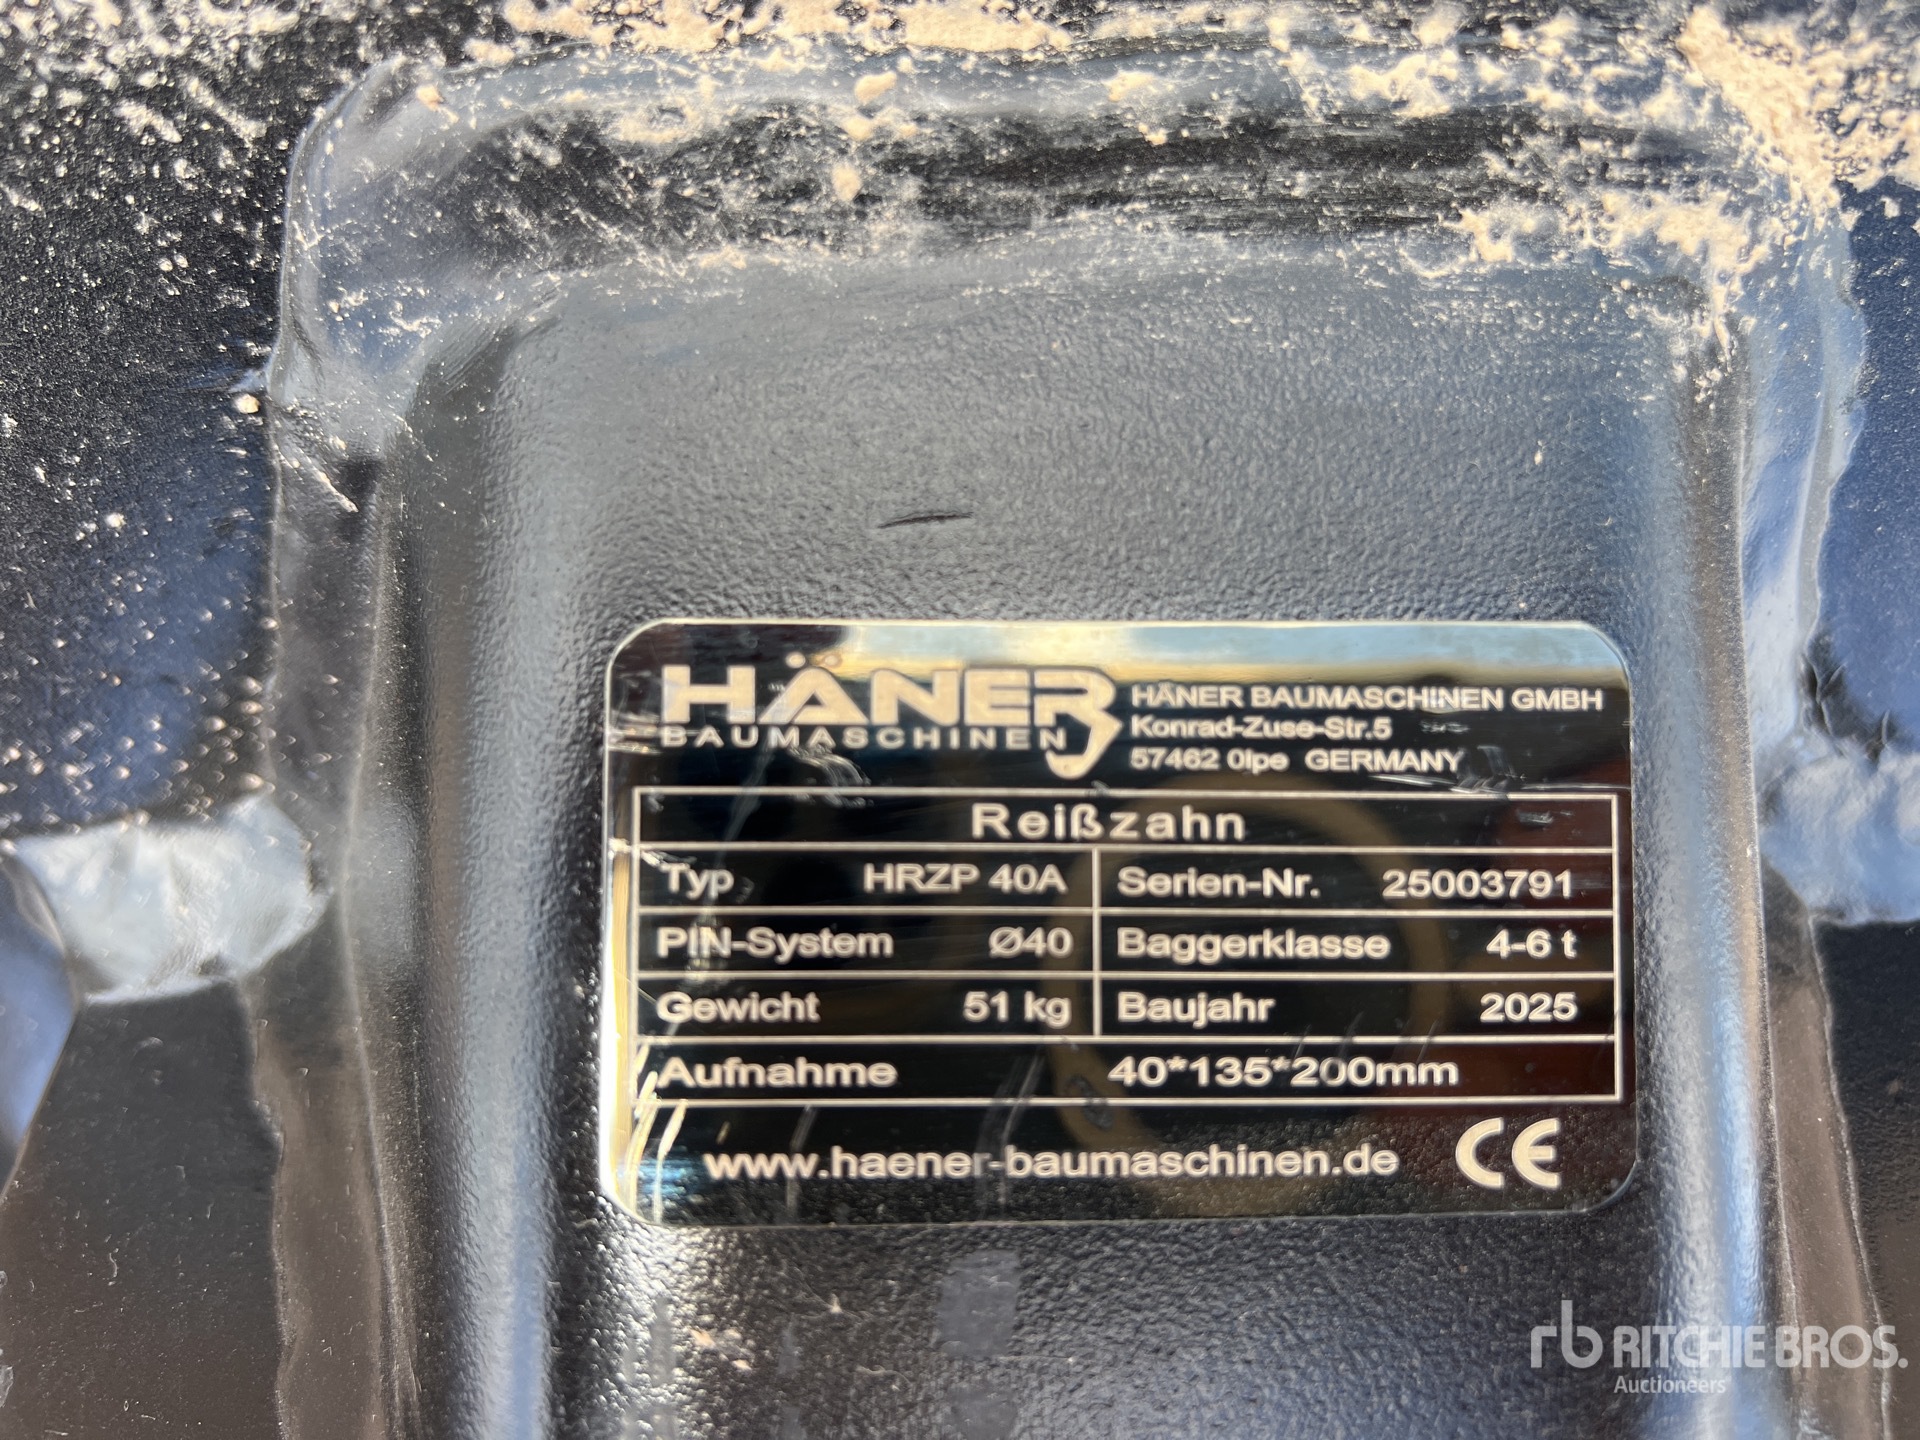 HÄNER
BAUMASCHINEN
HÄNER BAUMASCHINEN GMBH
Konrad-Zuse-Str.5
57462 Olpe GERMANY
Reißzahn
Typ HRZP 40A Serien-Nr. 25003791
PIN-System Ø40 Baggerklasse 4-6 t
Gewicht 51 kg Baujahr 2025
Aufnahme 40*135*200mm
www.haener-baumaschinen.de CE
rb RITCHIE BROS.
Auctioneers